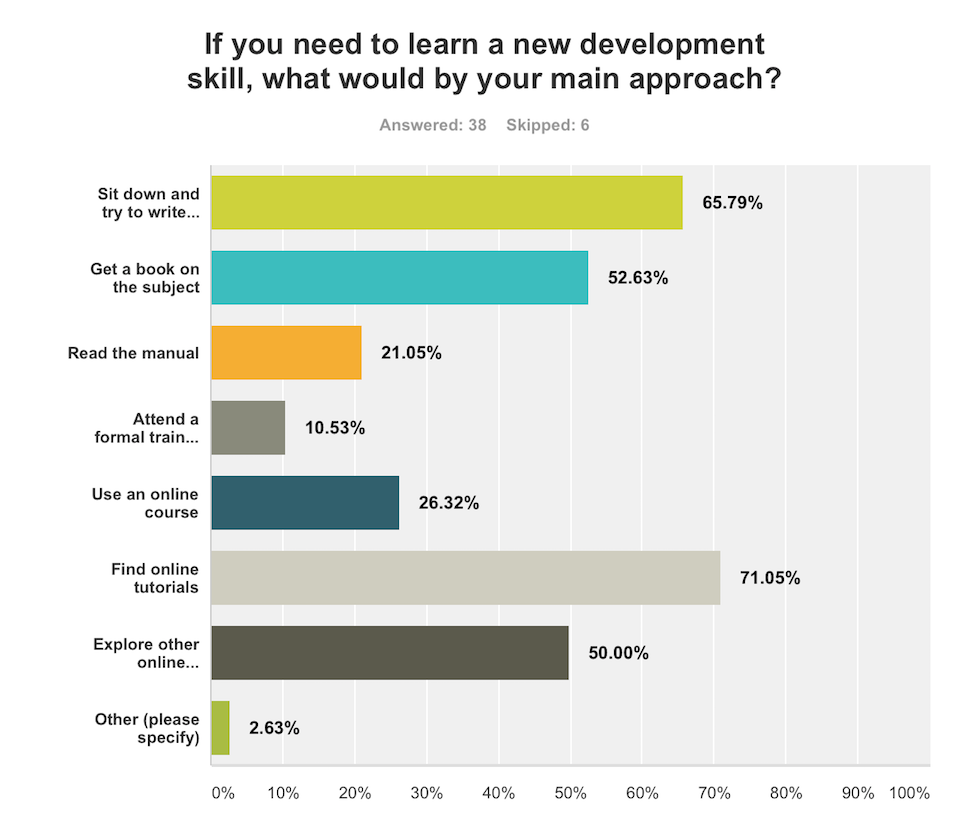 If you need to learn a new development
skill, what would by your main approach?
Answered: 38 Skipped: 6
Sit down and
try to write...
65.79%
Get a book on
the subject
52.63%
Read the manual
21.05%
Attend a
formal train...
10.53%
Use an online
course
26.32%
Find online
tutorials
71.05%
Explore other
online...
50.00%
Other (please
specify)
2.63%
0% 10% 20% 30% 40% 50% 60% 70% 80% 90% 100%